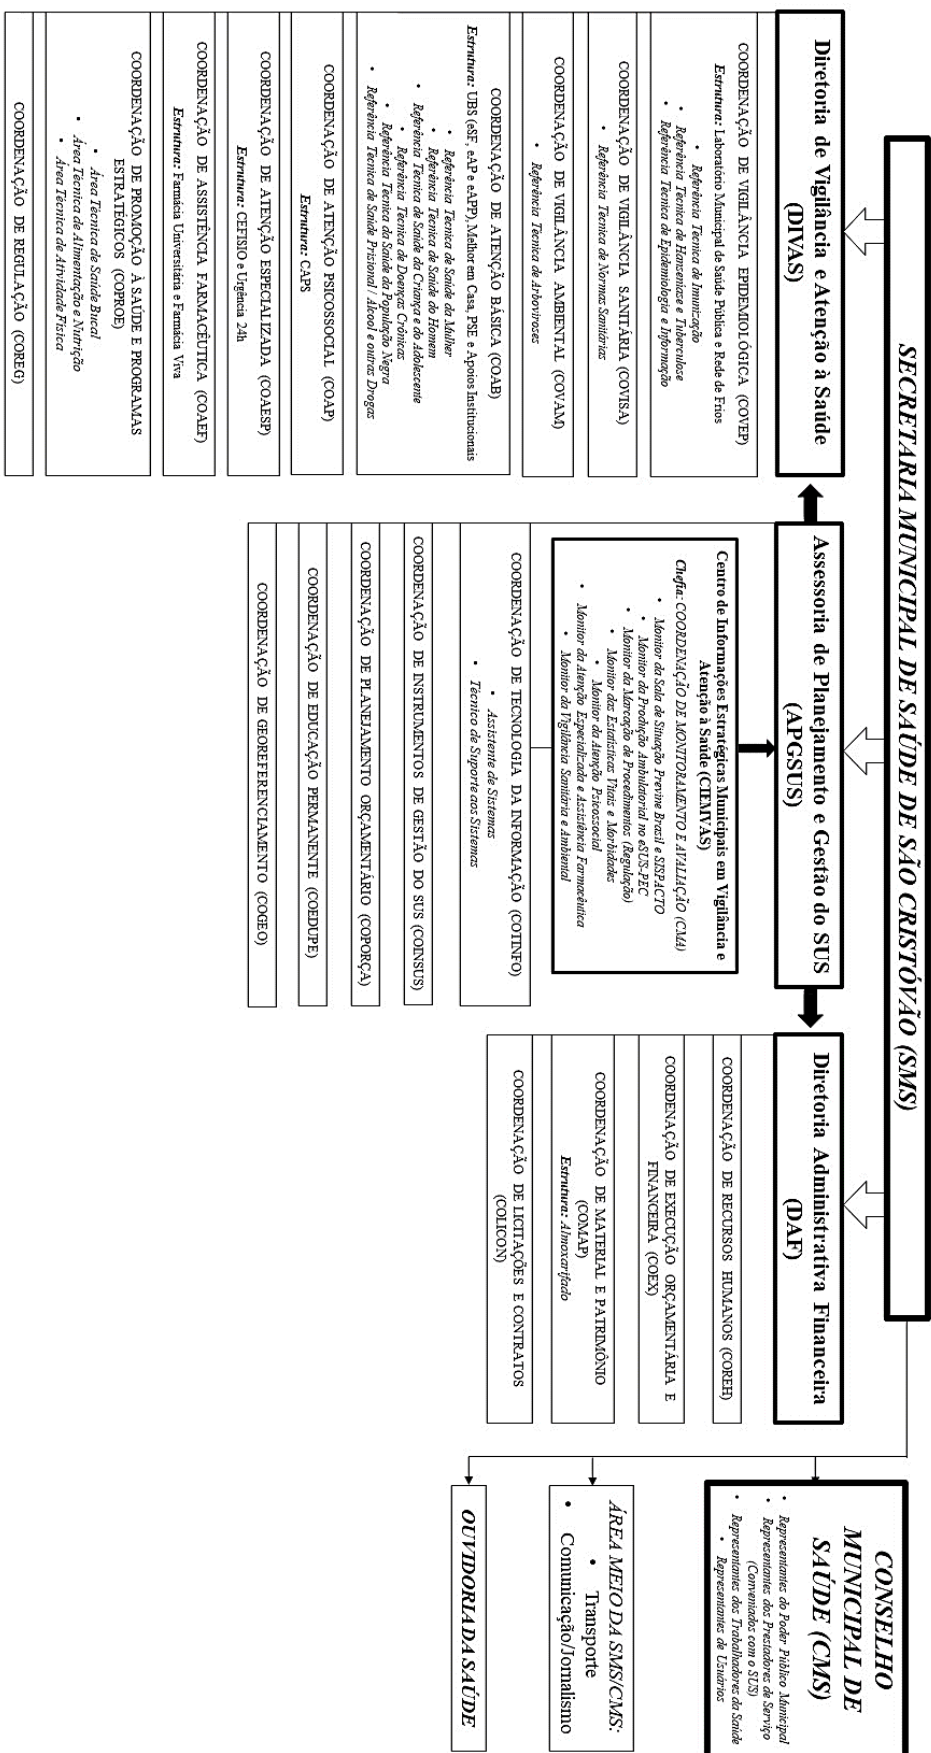 SECRETARIA MUNICIPAL DE SAÚDE DE SÃO CRISTÓVÃO (SMS)
Diretoria de Vigilância e Atenção à Saúde
(DIVAS)
COORDENAÇÃO DE VIGILÂNCIA EPIDEMIOLÓGICA (COVEP)
Estrutura: Laboratório Municipal de Saúde Pública e Rede de Frios
• Referência Técnica de Imunização
• Referência Técnica de Hanseníase e Tuberculose
• Referência Técnica de Epidemiologia e Informação
COORDENAÇÃO DE VIGILÂNCIA SANITÁRIA (COVISA)
• Referência Técnica de Normas Sanitárias
COORDENAÇÃO DE VIGILÂNCIA AMBIENTAL (COVAM)
• Referência Técnica de Arboviroses
COORDENAÇÃO DE ATENÇÃO BÁSICA (COAB)
Estrutura: UBS (eSF, eAP e eAPP), Melhor em Casa, PSE e Apoios Institucionais
• Referência Técnica de Saúde da Mulher
• Referência Técnica de Saúde do Homem
• Referência Técnica de Saúde da Criança e do Adolescente
• Referência Técnica de Doenças Crônicas
• Referência Técnica da Saúde da População Negra
• Referência Técnica de Saúde Prisional / Álcool e outras Drogas
COORDENAÇÃO DE ATENÇÃO PSICOSSOCIAL (COAP)
Estrutura: CAPS
COORDENAÇÃO DE ATENÇÃO ESPECIALIZADA (COAESP)
Estrutura: CEFISIO e Urgência 24h
COORDENAÇÃO DE ASSISTÊNCIA FARMACÊUTICA (COAEF)
Estrutura: Farmácia Universitária e Farmácia Viva
COORDENAÇÃO DE PROMOÇÃO À SAÚDE E PROGRAMAS
ESTRATÉGICOS (COPROE)
• Área Técnica de Saúde Bucal
• Área Técnica de Alimentação e Nutrição
• Área Técnica de Atividade Física
COORDENAÇÃO DE REGULAÇÃO (COREG)
Assessoria de Planejamento e Gestão do SUS
(APGSUS)
Centro de Informações Estratégicas Municipais em Vigilância e
Atenção à Saúde (CIEMVAS)
Chefia: COORDENAÇÃO DE MONITORAMENTO E AVALIAÇÃO (CMA)
• Monitor da Sala de Situação Previne Brasil e SISPACTO
• Monitor da Produção Ambulatorial no eSUS-PEC
• Monitor da Marcação de Procedimentos (Regulação)
• Monitor das Estatísticas Vitais e Morbidades
• Monitor da Atenção Psicossocial
• Monitor da Atenção Especializada e Assistência Farmacêutica
• Monitor da Vigilância Sanitária e Ambiental
COORDENAÇÃO DE TECNOLOGIA DA INFORMAÇÃO (COTINFO)
• Assistente de Sistemas
• Técnico de Suporte aos Sistemas
COORDENAÇÃO DE INSTRUMENTOS DE GESTÃO DO SUS (COINSUS)
COORDENAÇÃO DE PLANEJAMENTO ORÇAMENTÁRIO (COPORÇA)
COORDENAÇÃO DE EDUCAÇÃO PERMANENTE (COEDUPE)
COORDENAÇÃO DE GEOREFERENCIAMENTO (COGEO)
Diretoria Administrativa Financeira
(DAF)
COORDENAÇÃO DE RECURSOS HUMANOS (COREH)
COORDENAÇÃO DE EXECUÇÃO ORÇAMENTÁRIA E
FINANCEIRA (COEX)
COORDENAÇÃO DE MATERIAL E PATRIMÔNIO
(COMAP)
Estrutura: Almoxarifado
COORDENAÇÃO DE LICITAÇÕES E CONTRATOS
(COLICON)
CONSELHO
MUNICIPAL DE
SAÚDE (CMS)
• Representantes do Poder Público Municipal
• Representantes dos Prestadores de Serviço
(Conveniados com o SUS)
• Representantes dos Trabalhadores da Saúde
• Representantes de Usuários
ÁREA MEIO DA SMS/CMS:
• Transporte
• Comunicação/Jornalismo
OUVIDORIA DA SAÚDE